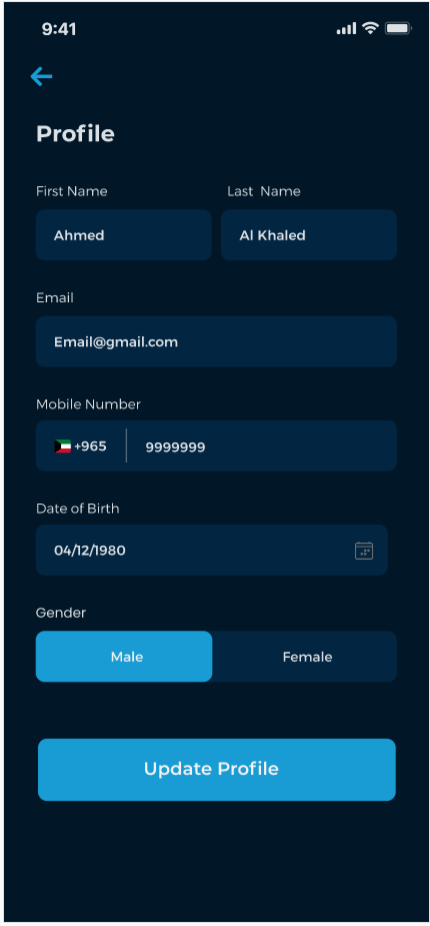 9:41
Profile
First Name Last Name
Ahmed Al Khaled
Email
Email@gmail.com
Mobile Number
+965 9999999
Date of Birth
04/12/1980
Gender
Male Female
Update Profile